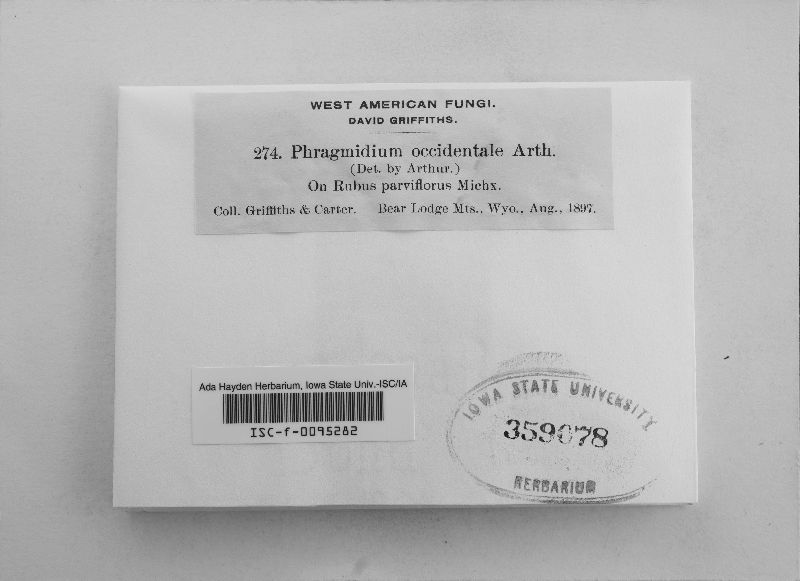 WEST AMERICAN FUNGI.
DAVID GRIFFITHS.
274. Phragmidium occidentale Arth.
(Det. by Arthur.)
On Rubus parviflorus Michx.
Coll. Griffiths & Carter. Bear Lodge Mts., Wyo., Aug., 1897.
Ada Hayden Herbarium, Iowa State Univ.-ISC/IA
ISC-f-0095282
IOWA STATE UNIVERSITY
359078
HERBARIUM